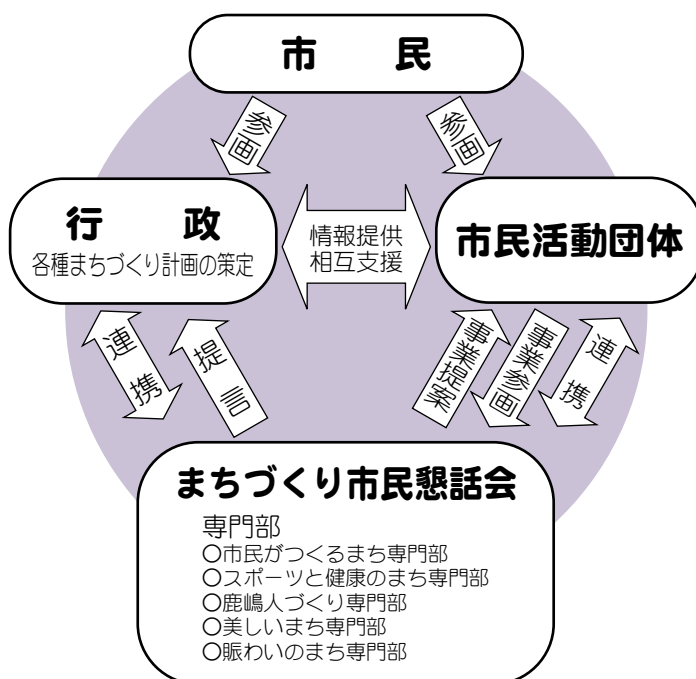 市　民
参画
参画
行　政
各種まちづくり計画の策定
情報提供
相互支援
市民活動団体
連携
提言
事業提案
事業参画
連携
まちづくり市民懇話会
専門部
○市民がつくるまち専門部
○スポーツと健康のまち専門部
○鹿嶋人づくり専門部
○美しいまち専門部
○賑わいのまち専門部